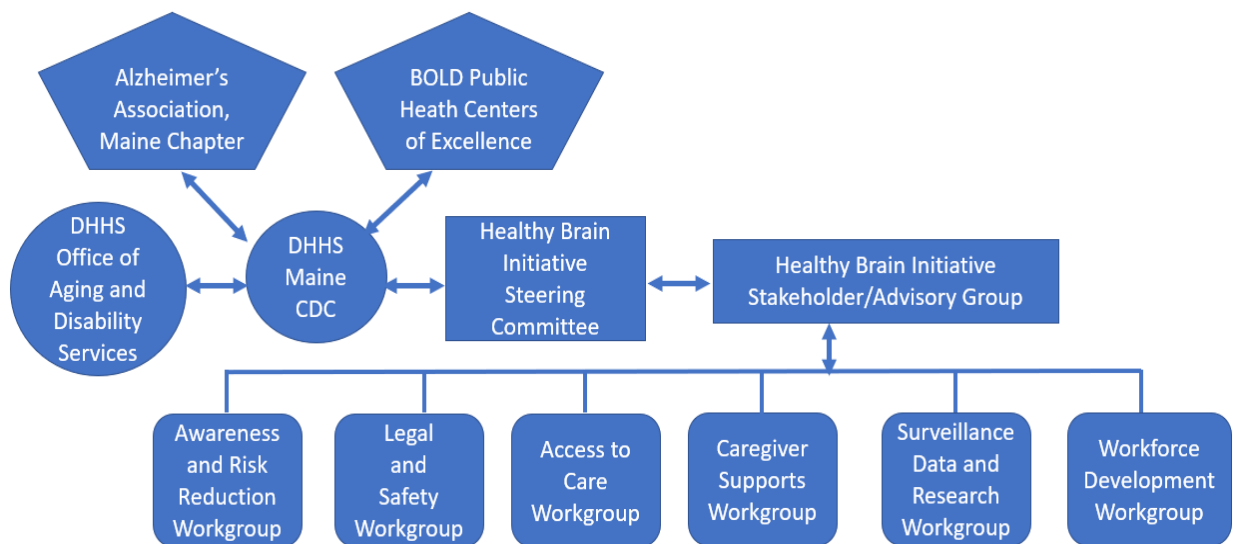 Alzheimer's
Association,
Maine Chapter
BOLD Public
Heath Centers
of Excellence
DHHS
Office of
Aging and
Disability
Services
DHHS
Maine
CDC
Healthy Brain
Initiative
Steering
Committee
Healthy Brain Initiative
Stakeholder/Advisory Group
Awareness
and Risk
Reduction
Workgroup
Legal
and
Safety
Workgroup
Access to
Care
Workgroup
Caregiver
Supports
Workgroup
Surveillance
Data and
Research
Workgroup
Workforce
Development
Workgroup